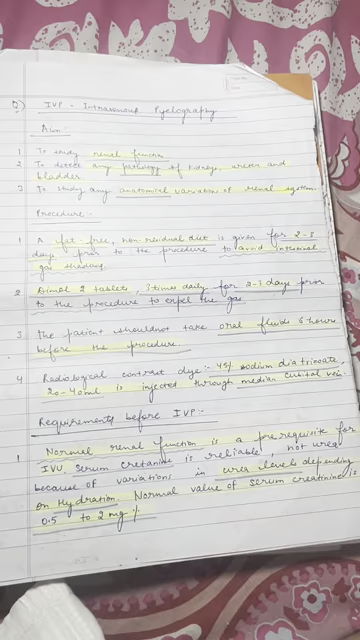 Q) IVP - Intravenous Pyelography
Aim:
1 To study renal function.
2 To detect any pathology of kidney, ureter and
bladder.
3 To study any anatomical variation of renal system.
Procedure:-
1 A fat-free, non-residual diet is given for 2-3
days prior to the procedure to avoid intestinal
gas shadow.
2 Dimol 2 tablets, 3 times daily for 2-3 days prior
to the procedure to expel the gas
3 The patient should not take oral fluids 6 hours
before the procedure.
4 Radiological contrast dye:- 45% sodium diatrizoate,
20-40ml is injected through median cubital vein.
Requirements before IVP:-
1 Normal renal function is a prerequisite for
IVU, serum cretanine is reliable, not urea
because of variations in urea levels depending
on Hydration. Normal value of serum creatinine is
0.5 to 2 mg %